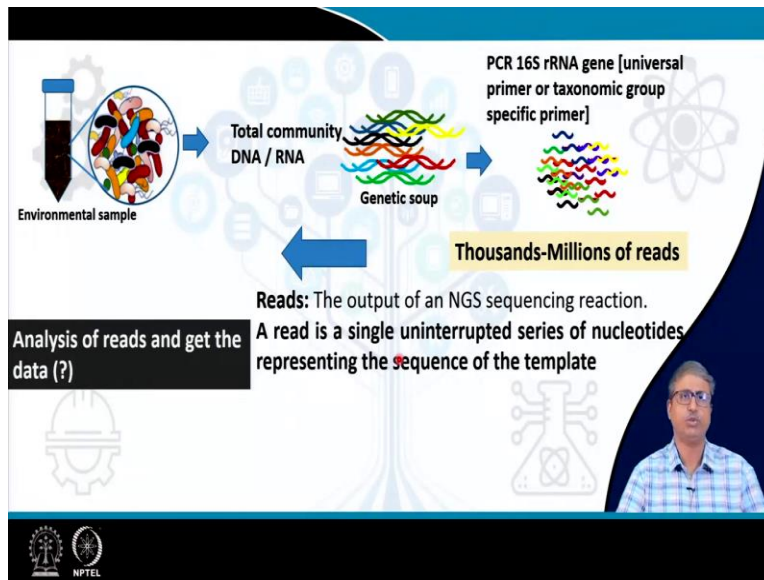 PCR 16S rRNA gene [universal
primer or taxonomic group
specific primer]
Total community
DNA / RNA
Genetic soup
Environmental sample
Thousands-Millions of reads
Reads: The output of an NGS sequencing reaction.
A read is a single uninterrupted series of nucleotides
representing the sequence of the template
Analysis of reads and get the
data (?)
NPTEL